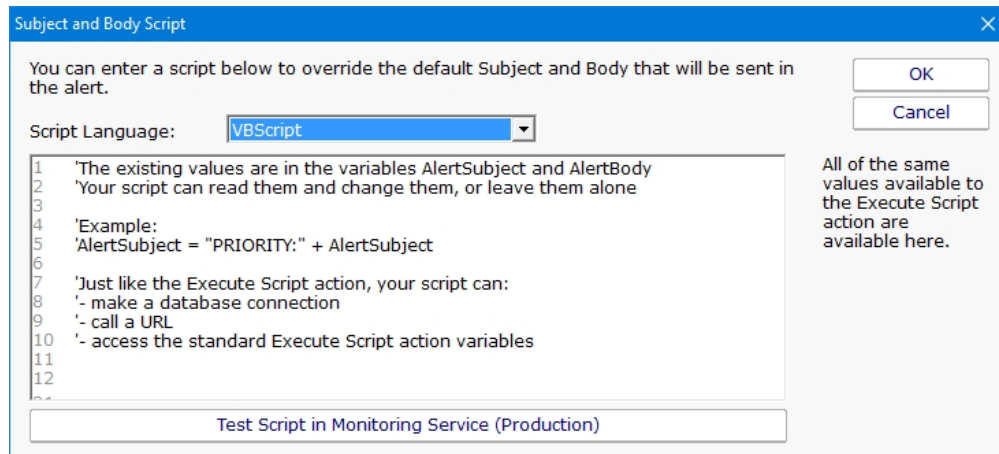 Subject and Body Script
You can enter a script below to override the default Subject and Body that will be sent in
the alert.
OK
Cancel
Script Language:
VBScript
1 'The existing values are in the variables AlertSubject and AlertBody
2 'Your script can read them and change them, or leave them alone
3
4 'Example:
5 'AlertSubject = "PRIORITY:" + AlertSubject
6
7 'Just like the Execute Script action, your script can:
8 '- make a database connection
9 '- call a URL
10 '- access the standard Execute Script action variables
11
12
All of the same
values available to
the Execute Script
action are
available here.
Test Script in Monitoring Service (Production)